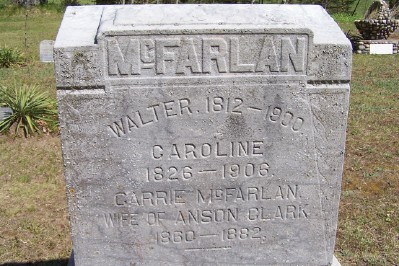 McFARLAN
WALTER. 1812-1900.
CAROLINE
1826-1906.
CARRIE McFARLAN
WIFE OF ANSON CLARK
1860-1882.